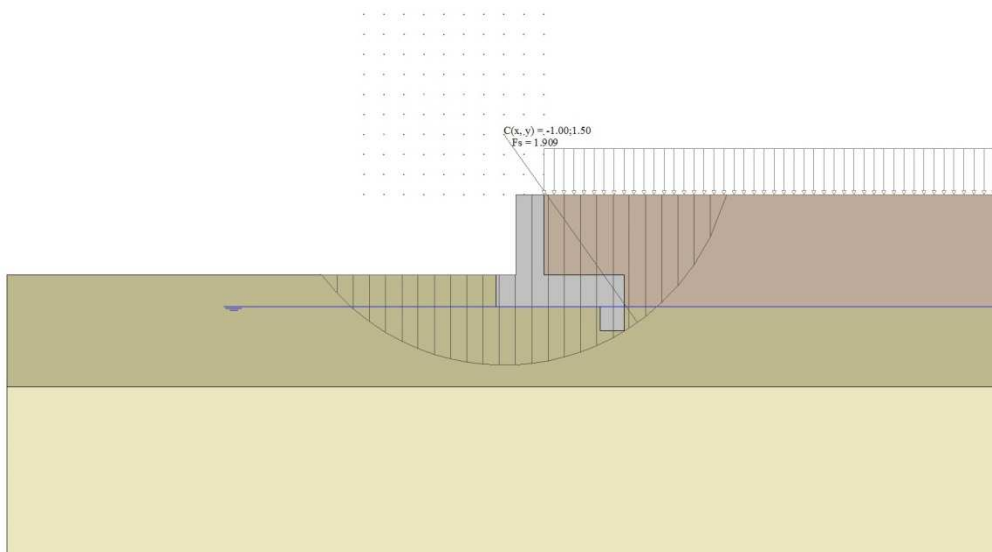 C(x, y) = -1.00;1.50
Fs = 1.909